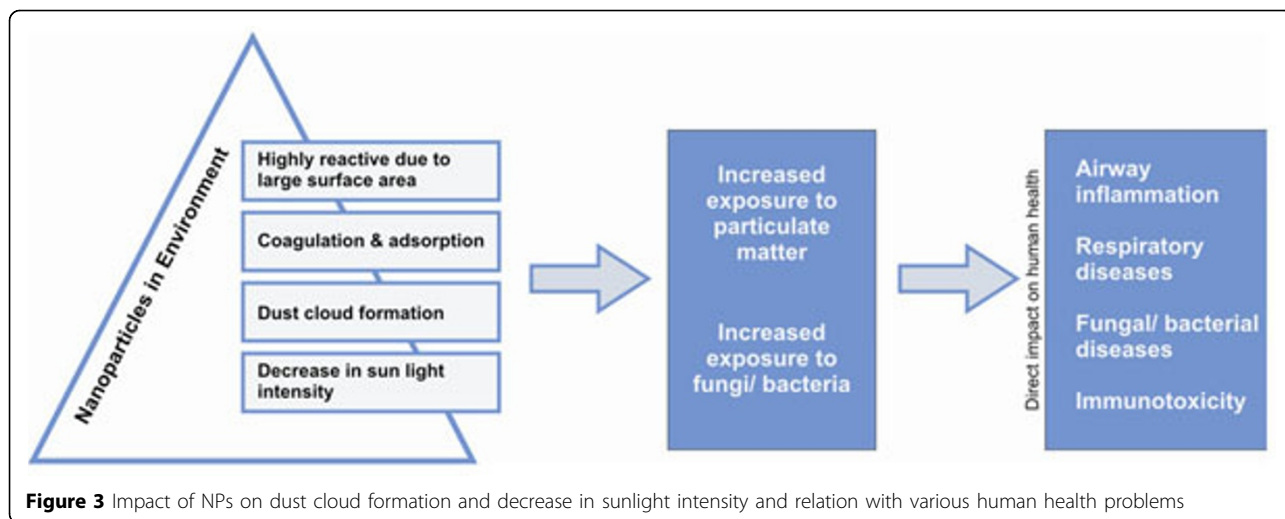 Nanoparticles in Environment
Highly reactive due to
large surface area
Coagulation & adsorption
Dust cloud formation
Decrease in sun light
intensity
Increased
exposure to
particulate
matter
Increased
exposure to
fungi/ bacteria
Direct impact on human health
Airway
inflammation
Respiratory
diseases
Fungal/ bacterial
diseases
Immunotoxicity
Figure 3 Impact of NPs on dust cloud formation and decrease in sunlight intensity and relation with various human health problems